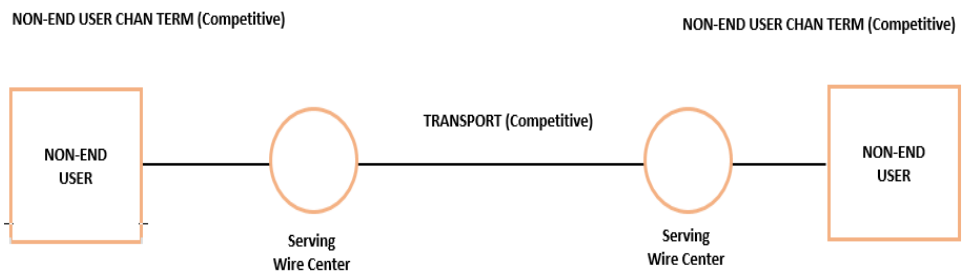 NON-END USER CHAN TERM (Competitive)
NON-END USER CHAN TERM (Competitive)
TRANSPORT (Competitive)
NON-END
USER
NON-END
USER
Serving
Wire Center
Serving
Wire Center